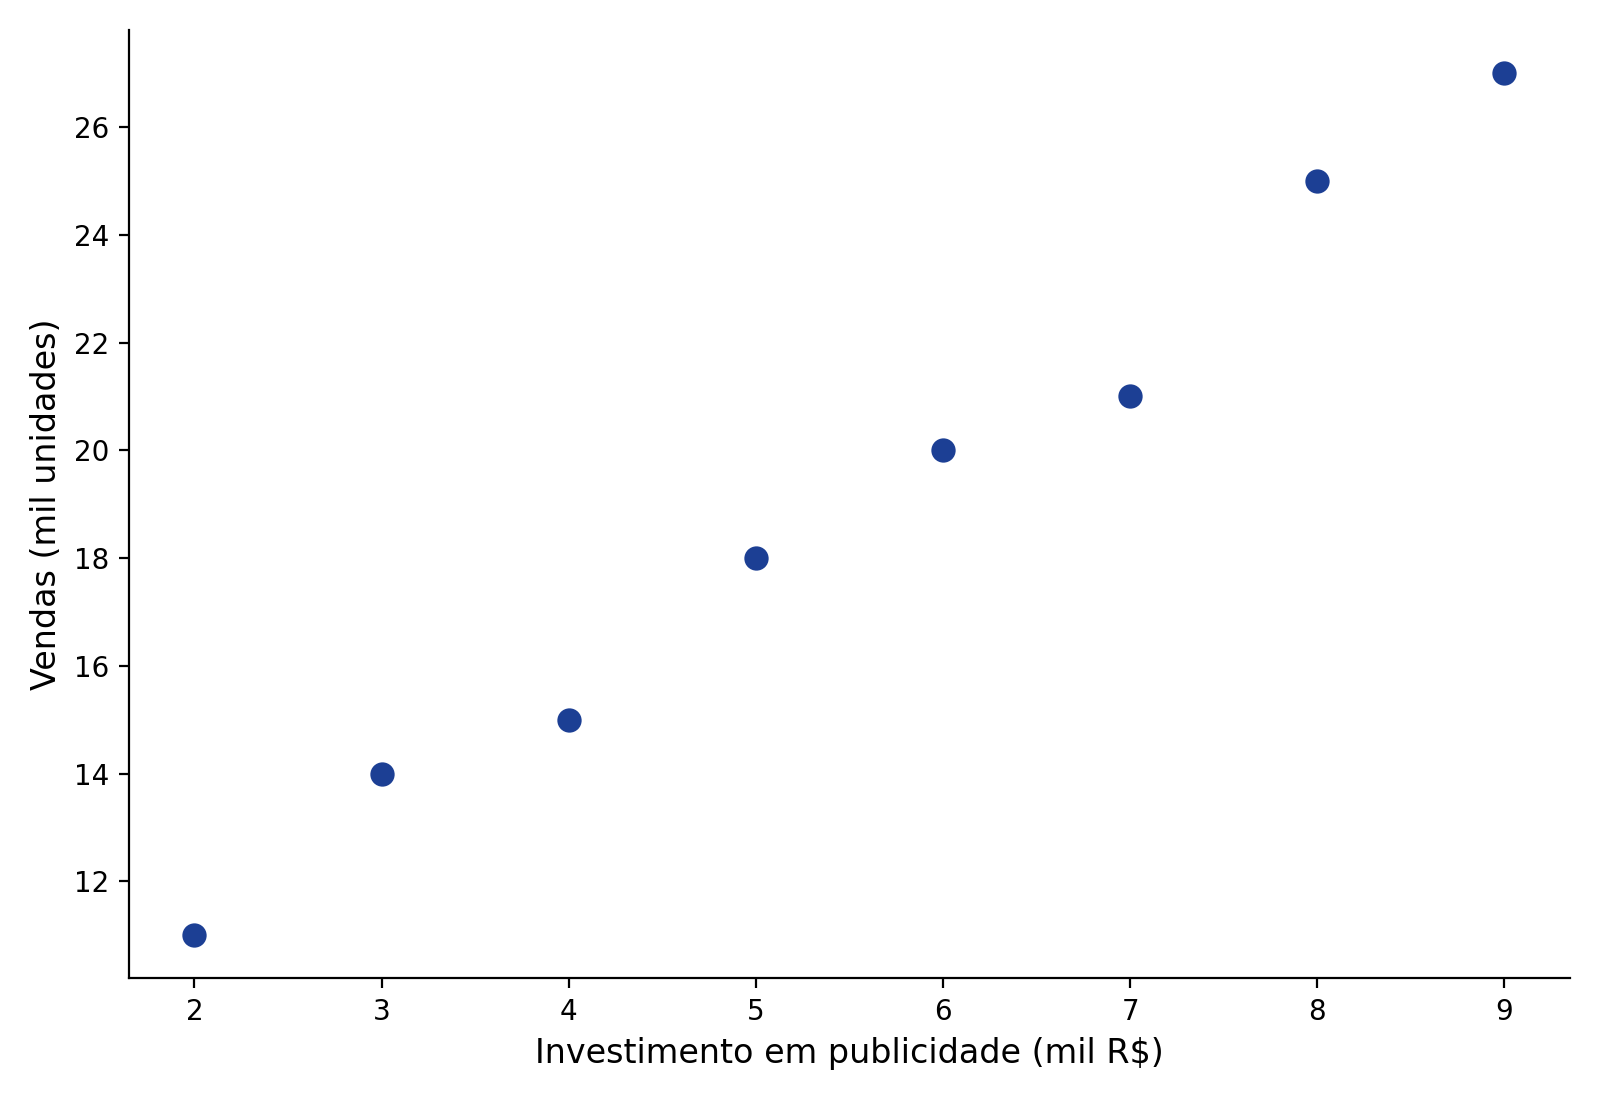 Vendas (mil unidades)
26
24
22
20
18
16
14
12
2 3 4 5 6 7 8 9
Investimento em publicidade (mil R$)